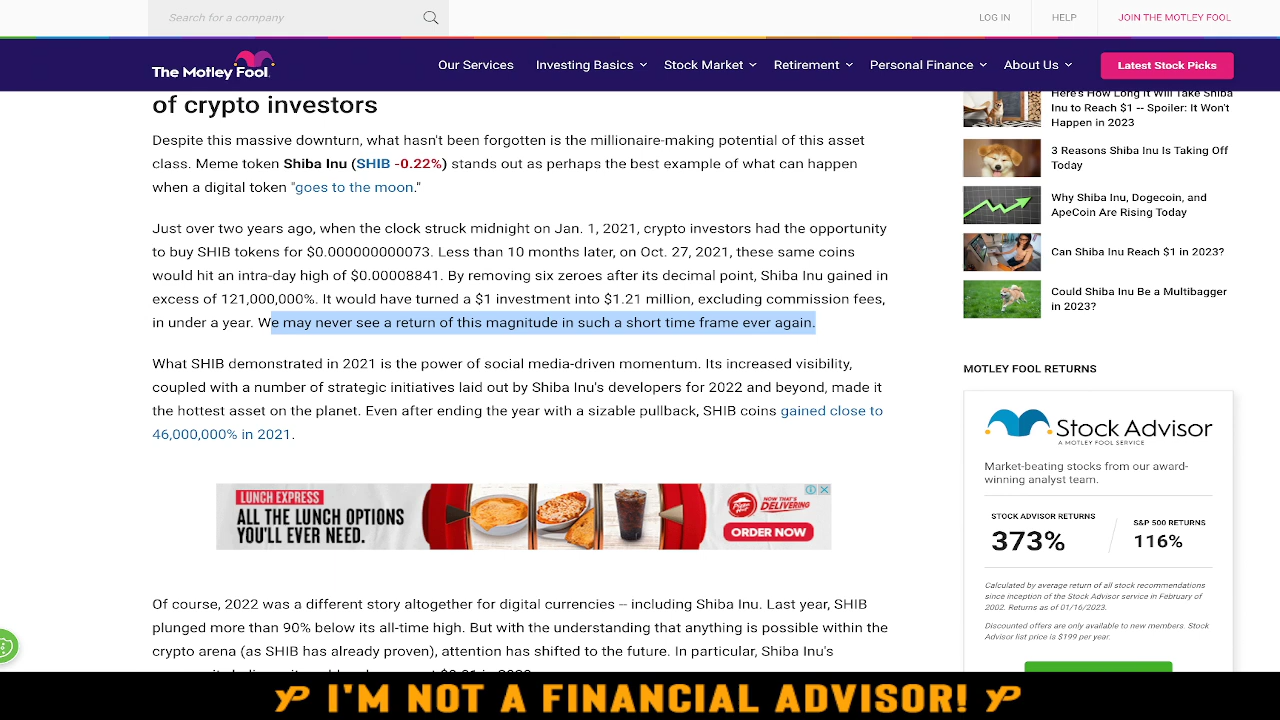 Search for a company
LOG IN
HELP
JOIN THE MOTLEY FOOL
The Motley Fool.
Our Services
Investing Basics
Stock Market
Retirement
Personal Finance
About Us
Latest Stock Picks
of crypto investors
Despite this massive downturn, what hasn't been forgotten is the millionaire-making potential of this asset
class. Meme token Shiba Inu (SHIB -0.22%) stands out as perhaps the best example of what can happen
when a digital token "goes to the moon."
Just over two years ago, when the clock struck midnight on Jan. 1, 2021, crypto investors had the opportunity
to buy SHIB tokens for $0.000000000073. Less than 10 months later, on Oct. 27, 2021, these same coins
would hit an intra-day high of $0.00008841. By removing six zeroes after its decimal point, Shiba Inu gained in
excess of 121,000,000%. It would have turned a $1 investment into $1.21 million, excluding commission fees,
in under a year. We may never see a return of this magnitude in such a short time frame ever again.
What SHIB demonstrated in 2021 is the power of social media-driven momentum. Its increased visibility,
coupled with a number of strategic initiatives laid out by Shiba Inu's developers for 2022 and beyond, made it
the hottest asset on the planet. Even after ending the year with a sizable pullback, SHIB coins gained close to
46,000,000% in 2021.
LUNCH EXPRESS
ALL THE LUNCH OPTIONS
YOU'LL EVER NEED.
NOW THAT'S
DELIVERING
ORDER NOW
Of course, 2022 was a different story altogether for digital currencies -- including Shiba Inu. Last year, SHIB
plunged more than 90% below its all-time high. But with the understanding that anything is possible within the
crypto arena (as SHIB has already proven), attention has shifted to the future. In particular, Shiba Inu's
Here's How Long It Will Take Shiba
Inu to Reach $1 -- Spoiler: It Won't
Happen in 2023
3 Reasons Shiba Inu Is Taking Off
Today
Why Shiba Inu, Dogecoin, and
ApeCoin Are Rising Today
Can Shiba Inu Reach $1 in 2023?
Could Shiba Inu Be a Multibagger
in 2023?
MOTLEY FOOL RETURNS
Stock Advisor
A MOTLEY FOOL SERVICE
Market-beating stocks from our award-
winning analyst team.
STOCK ADVISOR RETURNS
373%
S&P 500 RETURNS
116%
Calculated by average return of all stock recommendations
since inception of the Stock Advisor service in February of
2002. Returns as of 01/16/2023.
Discounted offers are only available to new members. Stock
Advisor list price is $199 per year.
I'M NOT A FINANCIAL ADVISOR!